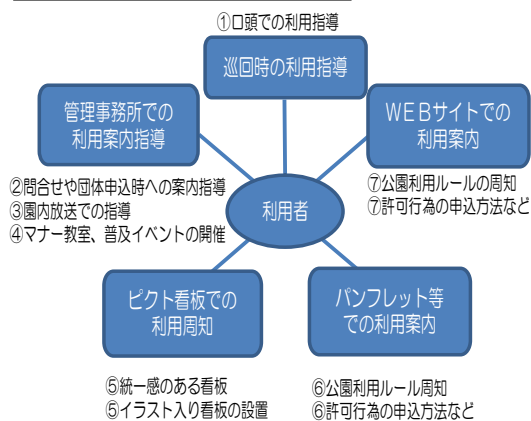 ①口頭での利用指導
巡回時の利用指導
管理事務所での
利用案内指導
WEBサイトでの
利用案内
②問合せや団体申込時への案内指導
③園内放送での指導
④マナー教室、普及イベントの開催
⑦公園利用ルールの周知
⑦許可行為の申込方法など
利用者
ピクト看板での
利用周知
パンフレット等
での利用案内
⑤統一感のある看板
⑤イラスト入り看板の設置
⑥公園利用ルール周知
⑥許可行為の申込方法など